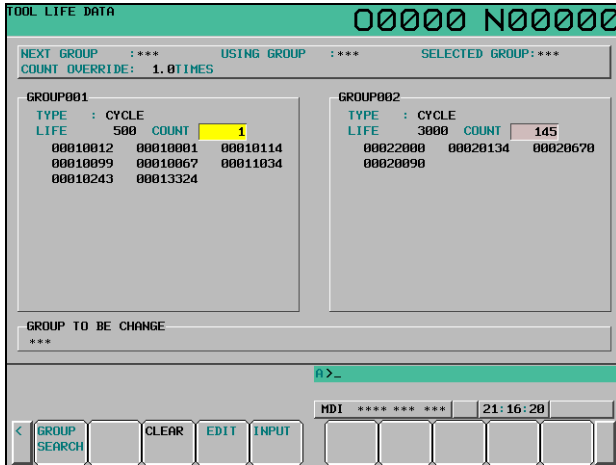 TOOL LIFE DATA O0000 N00000
NEXT GROUP :*** USING GROUP :*** SELECTED GROUP:***
COUNT OVERRIDE: 1.0TIMES
GROUP001
TYPE : CYCLE
LIFE 500 COUNT 1
00010012 00010001 00010114
00010099 00010067 00011034
00010243 00013324
GROUP002
TYPE : CYCLE
LIFE 3000 COUNT 145
00022000 00020134 00020670
00020090
GROUP TO BE CHANGE
***
A>_
MDI **** *** *** 21:16:20
< GROUP SEARCH CLEAR EDIT INPUT